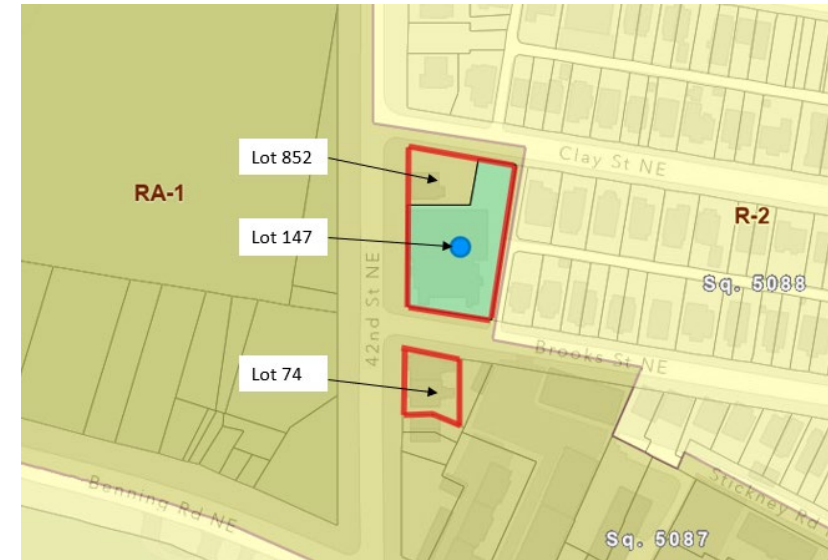 Lot 852
Clay St NE
RA-1
R-2
Lot 147
Sq. 5088
42nd St NE
Brooks St NE
Lot 74
Benning Rd NE
Stickney Rd
Sq. 5087